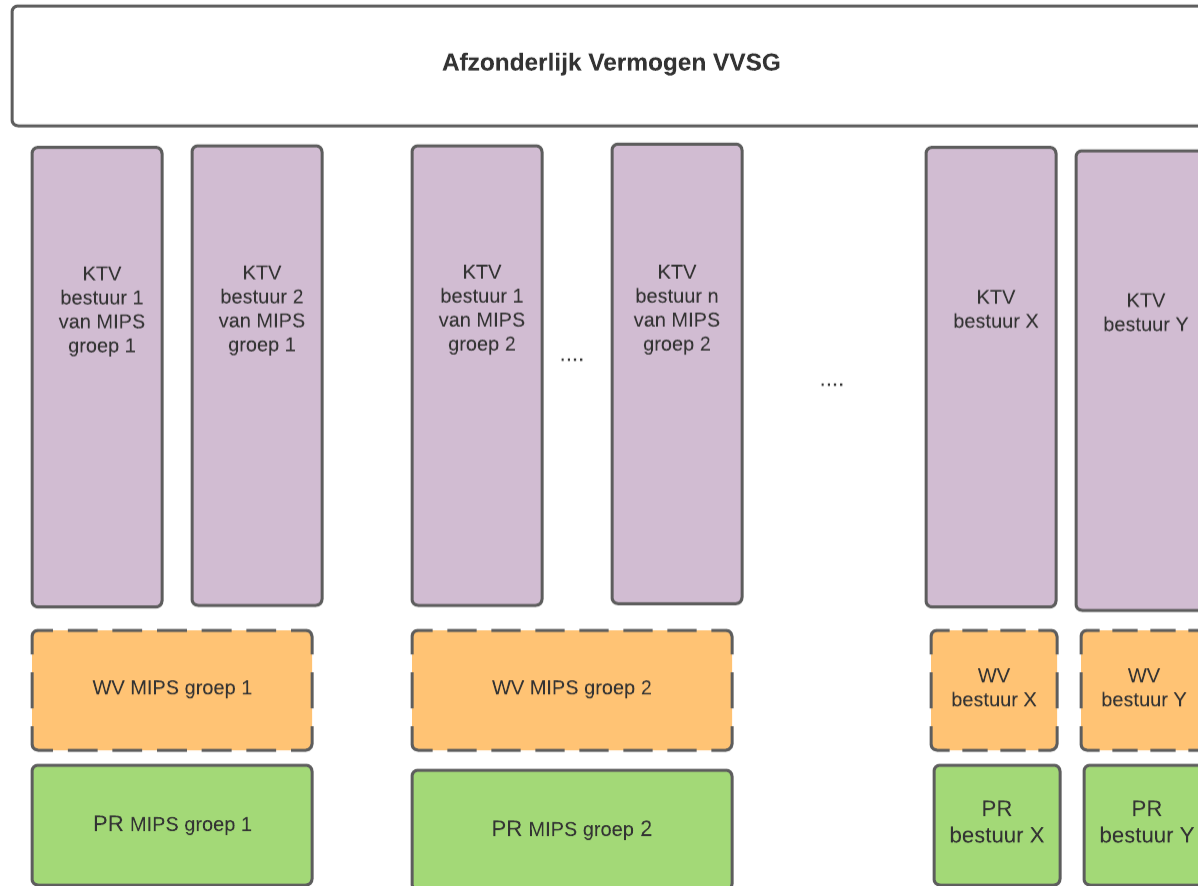 Afzonderlijk Vermogen VVSG
KTV
bestuur 1
van MIPS
groep 1
KTV
bestuur 2
van MIPS
groep 1
KTV
bestuur 1
van MIPS
groep 2
....
KTV
bestuur n
van MIPS
groep 2
....
KTV
bestuur X
KTV
bestuur Y
WV MIPS groep 1
WV MIPS groep 2
WV
bestuur X
WV
bestuur Y
PR MIPS groep 1
PR MIPS groep 2
PR
bestuur X
PR
bestuur Y